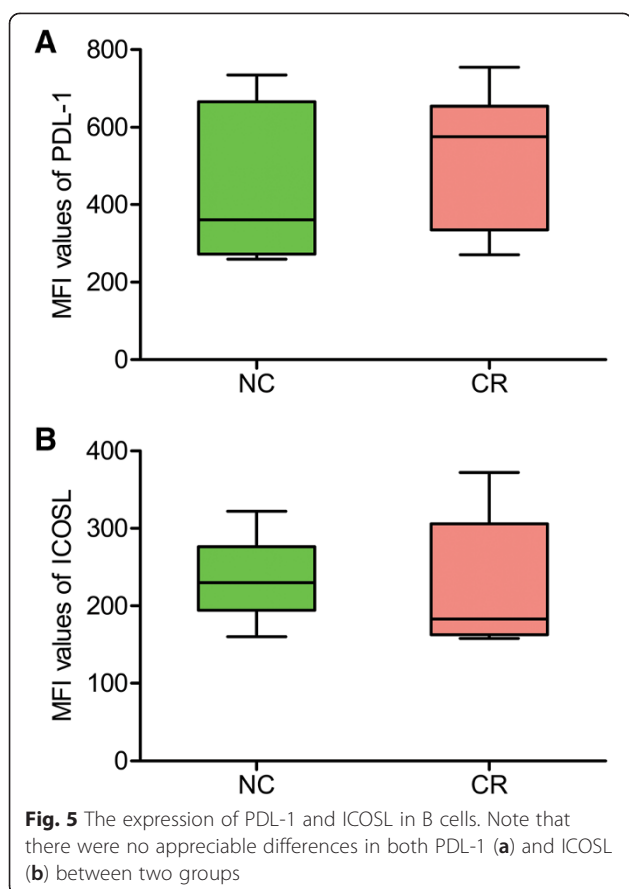 A
800
600
400
200
0
MFI values of PDL-1
NC CR
B
400
300
200
100
0
MFI values of ICOSL
NC CR
Fig. 5 The expression of PDL-1 and ICOSL in B cells. Note that
there were no appreciable differences in both PDL-1 (a) and ICOSL
(b) between two groups